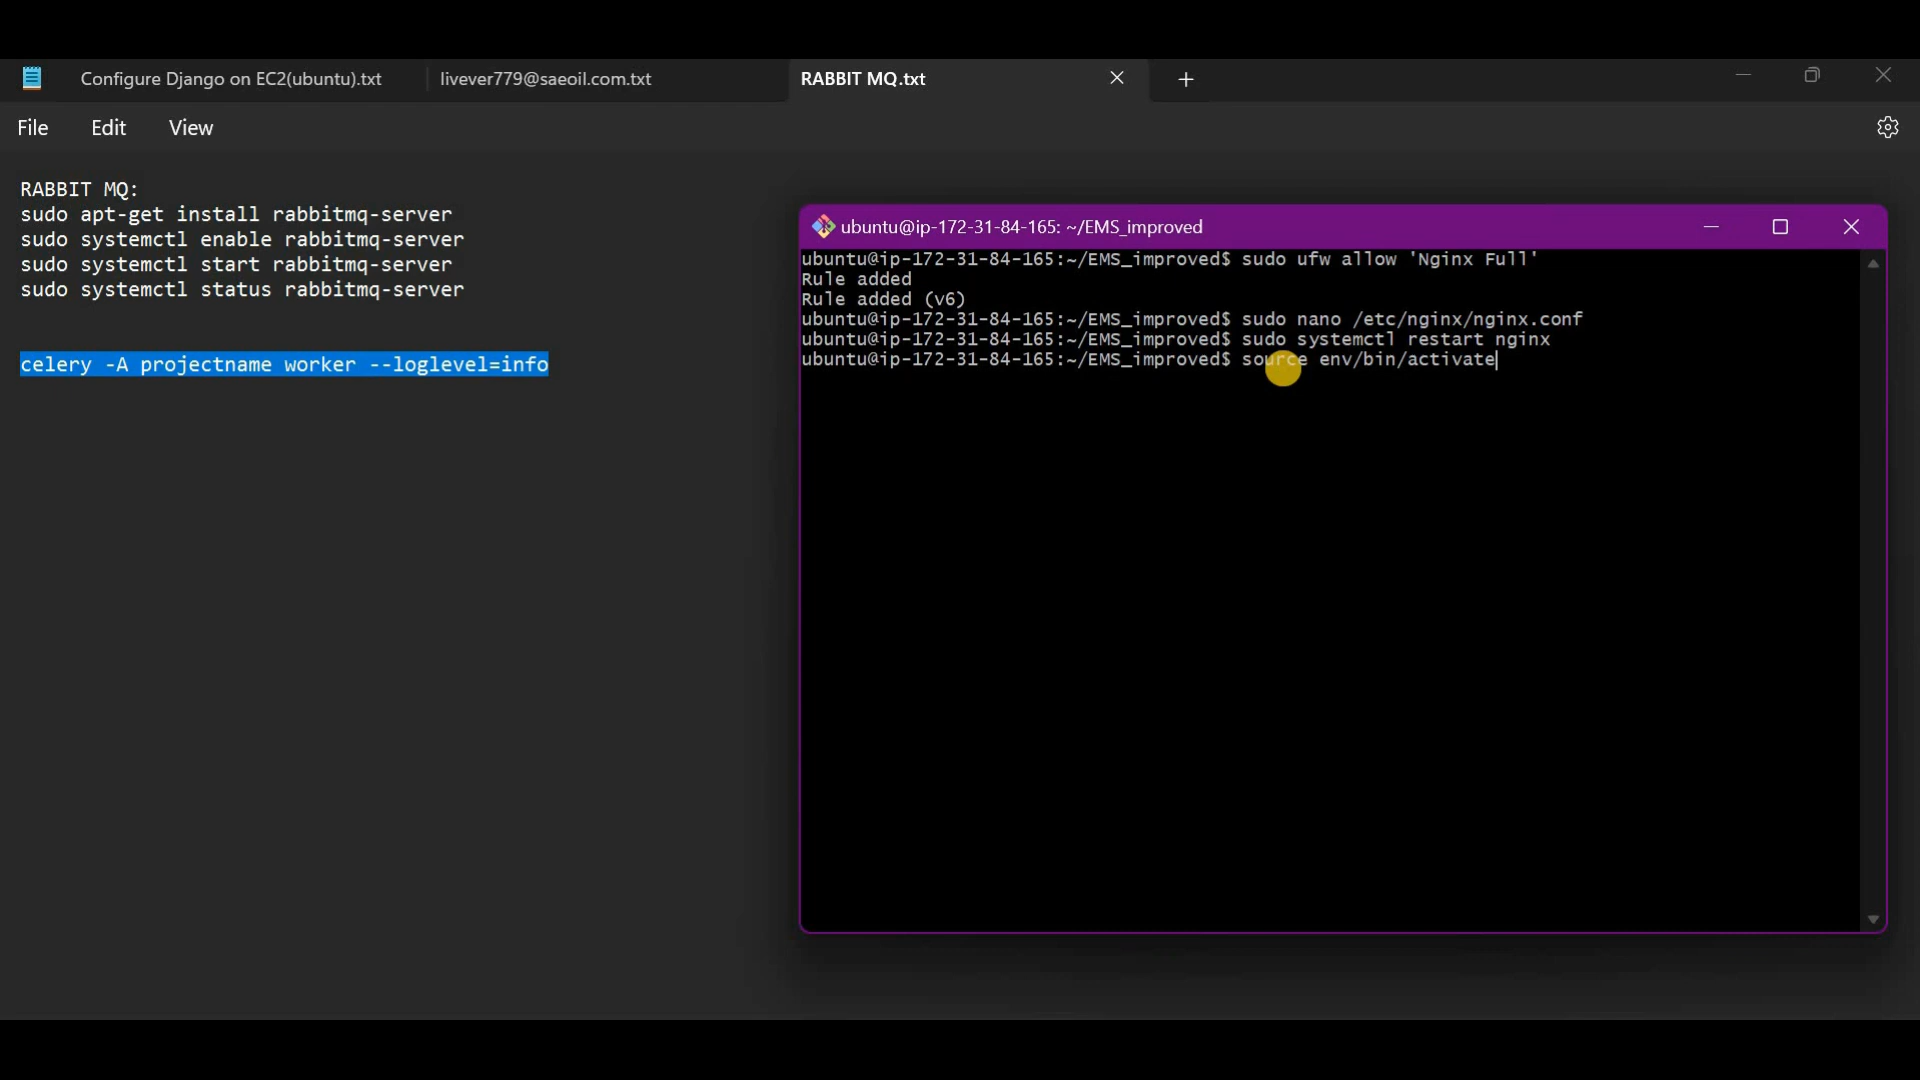 Configure Django on EC2(ubuntu).txt
livever779@saeoil.com.txt
RABBIT MQ.txt
File
Edit
View
RABBIT MQ:
sudo apt-get install rabbitmq-server
sudo systemctl enable rabbitmq-server
sudo systemctl start rabbitmq-server
sudo systemctl status rabbitmq-server
celery -A projectname worker --loglevel=info
ubuntu@ip-172-31-84-165: ~/EMS_improved
ubuntu@ip-172-31-84-165:~/EMS_improved$ sudo ufw allow 'Nginx Full'
Rule added
Rule added (v6)
ubuntu@ip-172-31-84-165:~/EMS_improved$ sudo nano /etc/nginx/nginx.conf
ubuntu@ip-172-31-84-165:~/EMS_improved$ sudo systemctl restart nginx
ubuntu@ip-172-31-84-165:~/EMS_improved$ source env/bin/activate